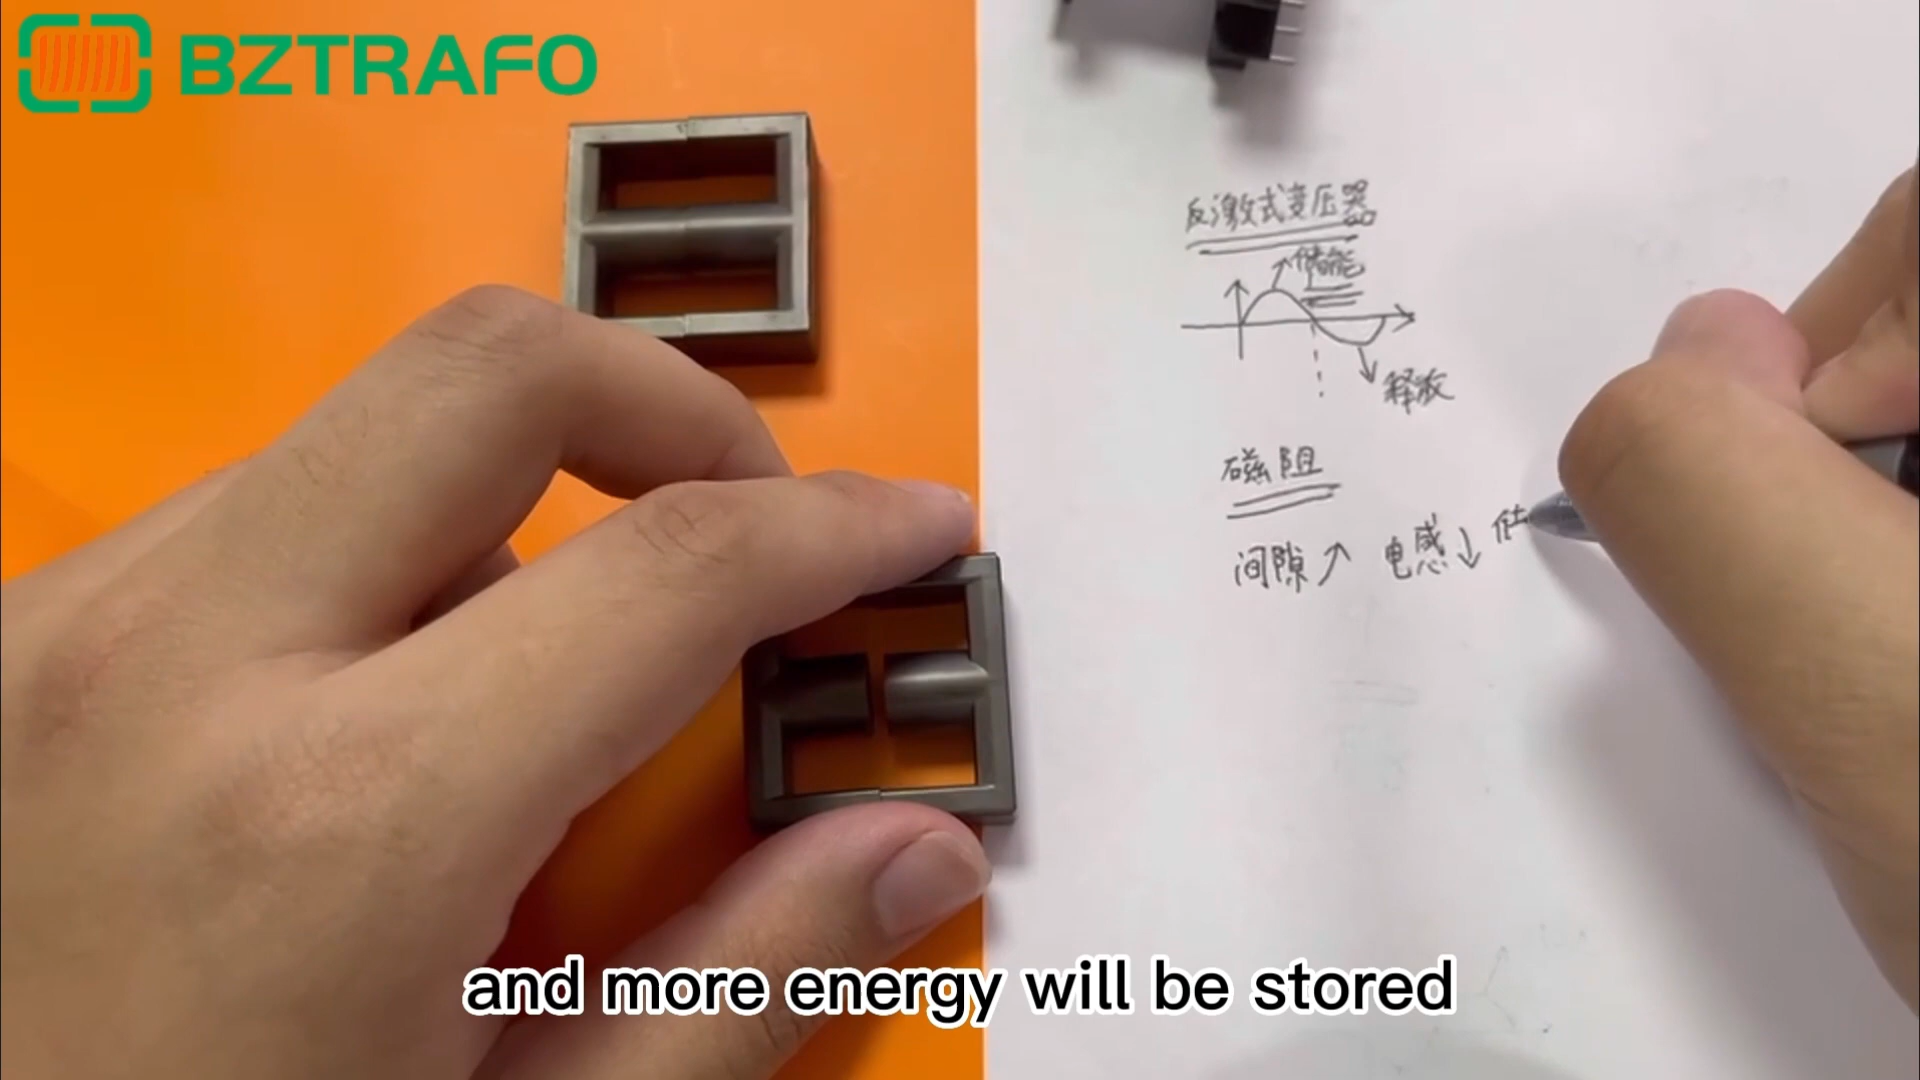 BZTRAFO
反激式变压器
储能
释放
磁阻
间隙↑ 电感↓
and more energy will be stored